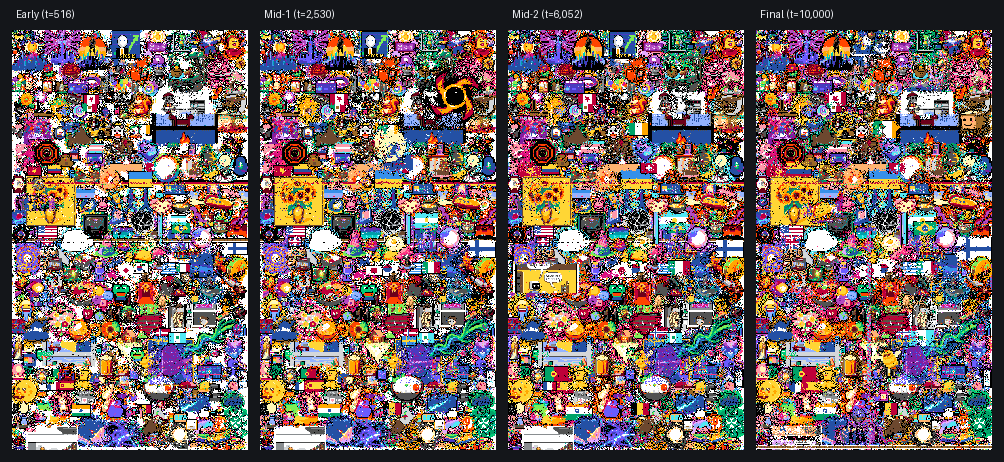 Early (t=516)
Mid-1 (t=2,530)
Mid-2 (t=6,052)
Final (t=10,000)